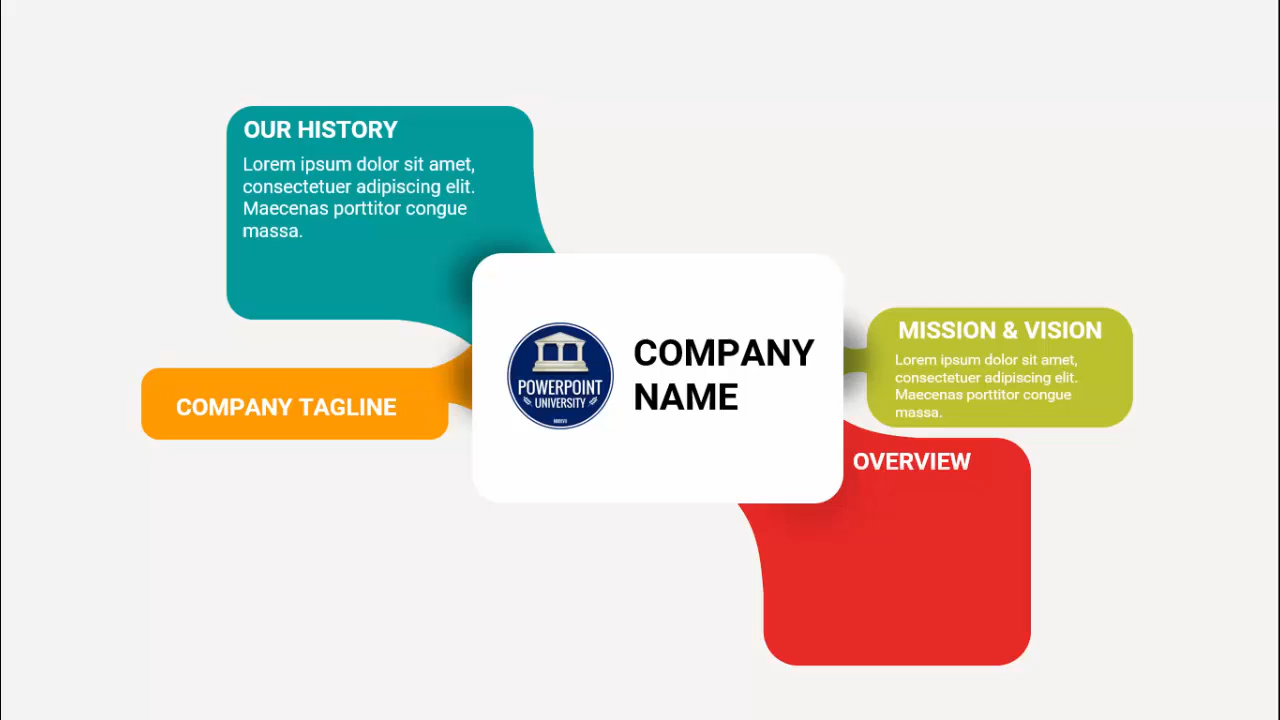 OUR HISTORY
Lorem ipsum dolor sit amet,
consectetuer adipiscing elit.
Maecenas porttitor congue
massa.
COMPANY TAGLINE
POWERPOINT
UNIVERSITY
COMPANY
NAME
MISSION & VISION
Lorem ipsum dolor sit amet,
consectetuer adipiscing elit.
Maecenas porttitor congue
massa.
OVERVIEW